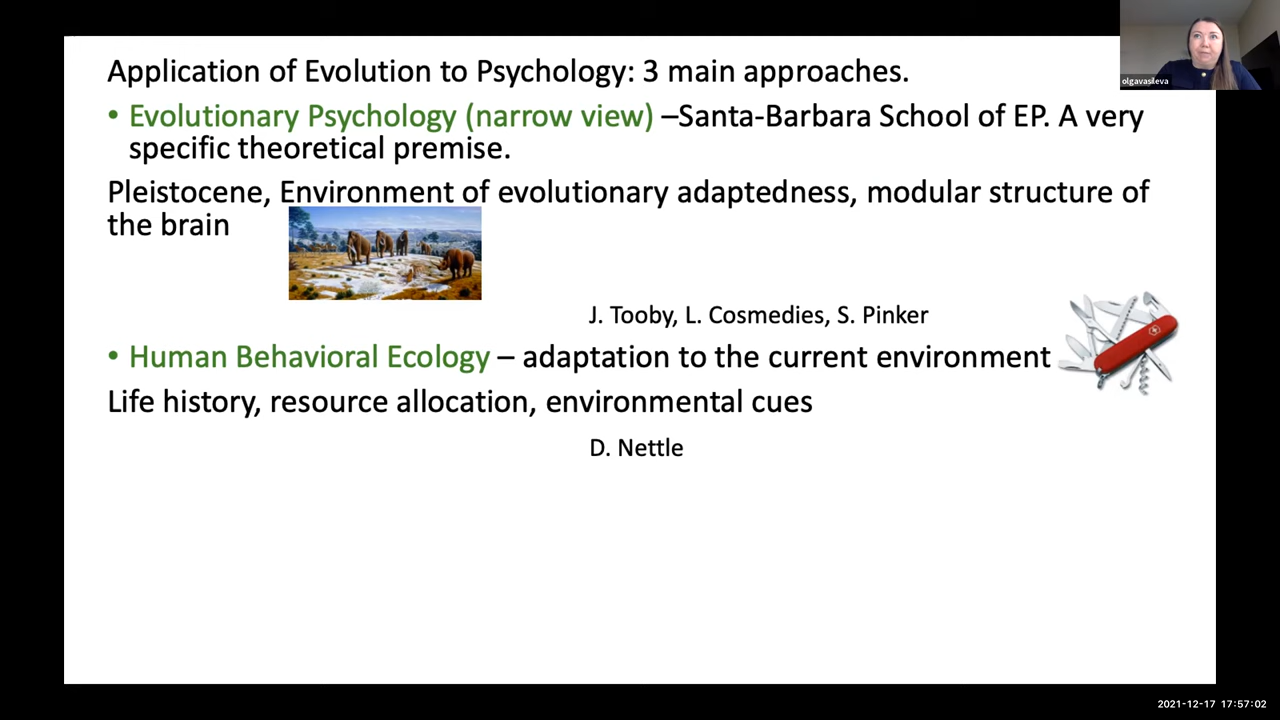 Application of Evolution to Psychology: 3 main approaches.
• Evolutionary Psychology (narrow view) –Santa-Barbara School of EP. A very
specific theoretical premise.
Pleistocene, Environment of evolutionary adaptedness, modular structure of
the brain
J. Tooby, L. Cosmedies, S. Pinker
• Human Behavioral Ecology – adaptation to the current environment
Life history, resource allocation, environmental cues
D. Nettle
olgavasileva
2021-12-17 17:57:02